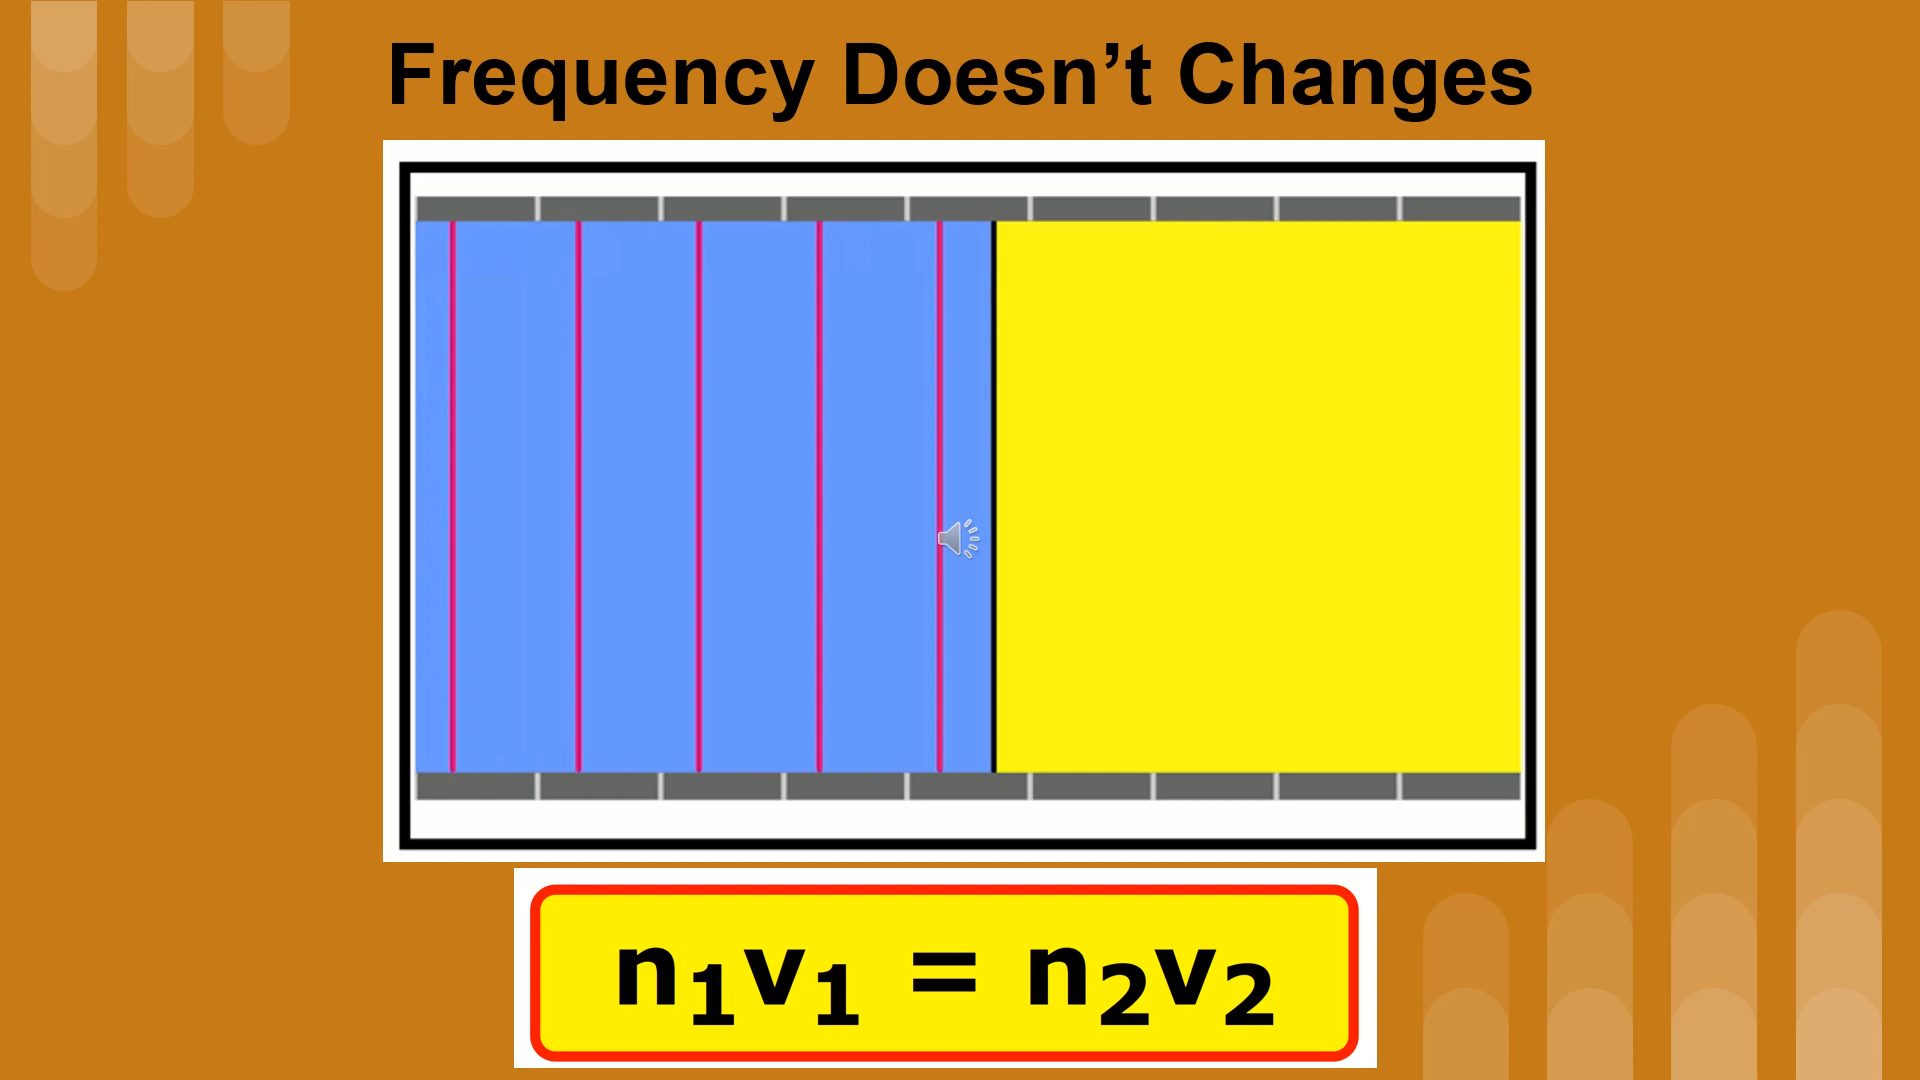 Frequency Doesn’t Changes
n₁v₁ = n₂v₂